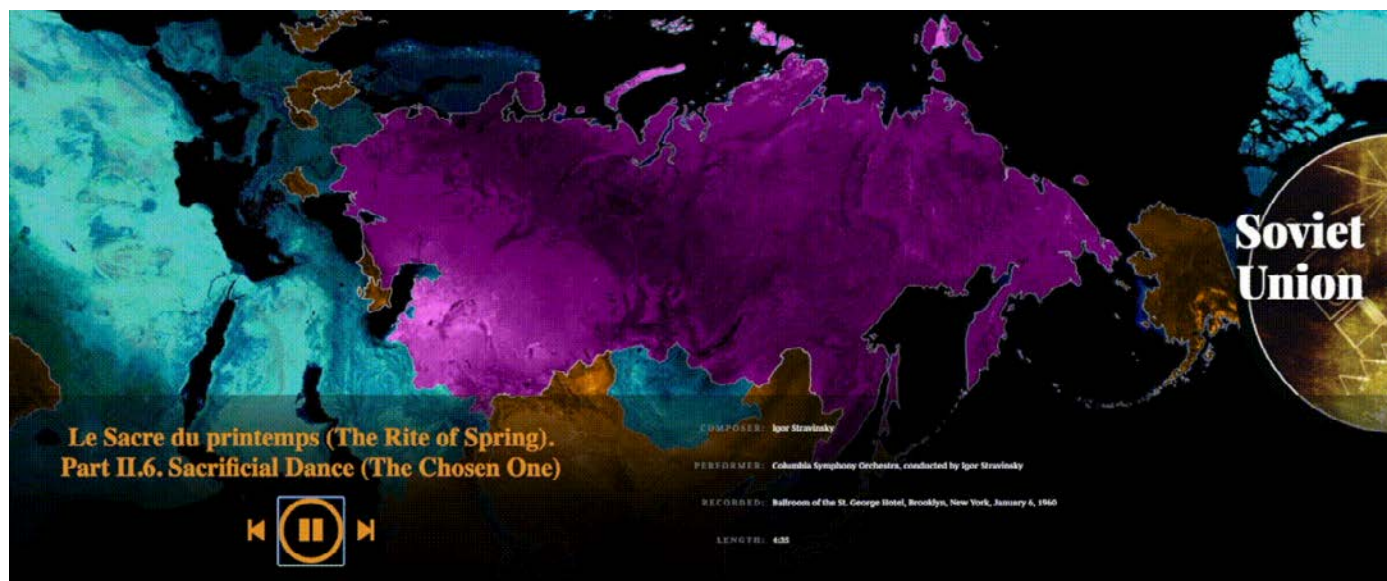 Soviet
Union
Le Sacre du printemps (The Rite of Spring).
Part II.6. Sacrificial Dance (The Chosen One)
COMPOSER: Igor Stravinsky
PERFORMER: Columbia Symphony Orchestra, conducted by Igor Stravinsky
RECORDED: Ballroom of the St. George Hotel, Brooklyn, New York, January 6, 1960
LENGTH: 4:35